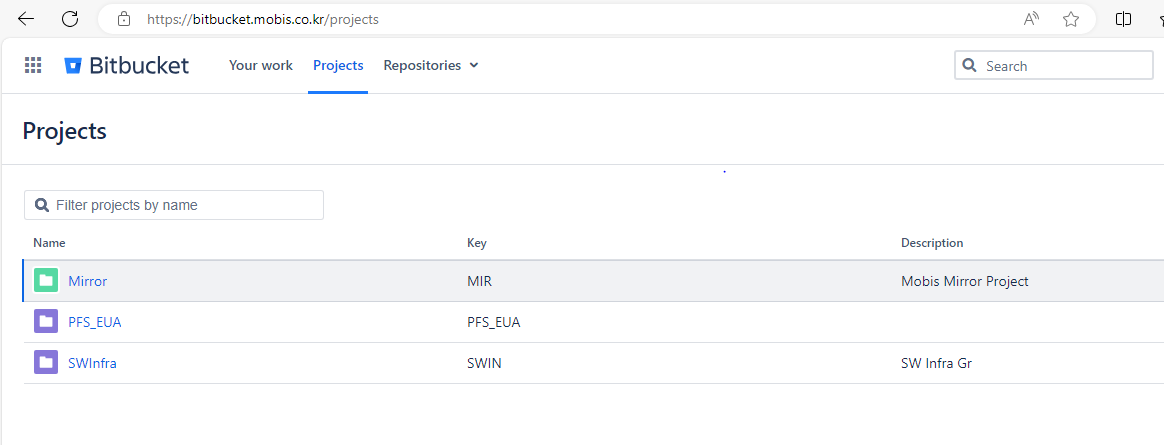 https://bitbucket.mobis.co.kr/projects
Bitbucket Your work Projects Repositories Search
Projects
Filter projects by name
Name Key Description
Mirror MIR Mobis Mirror Project
PFS_EUA PFS_EUA
SWInfra SWIN SW Infra Gr